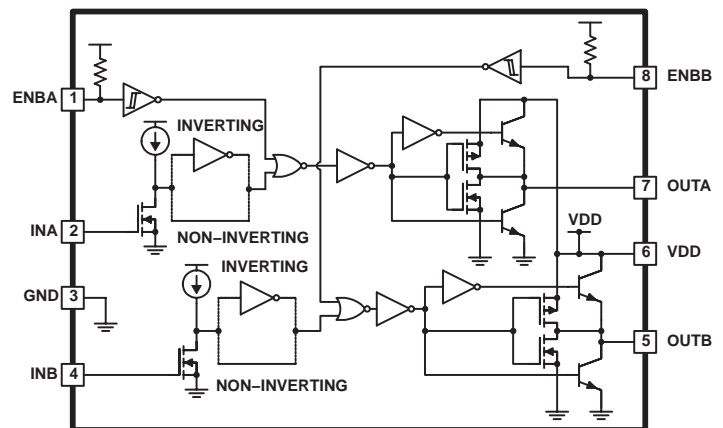 ENBA 1
8 ENBB
INVERTING
INA 2
NON–INVERTING
7 OUTA
VDD
6 VDD
INVERTING
GND 3
5 OUTB
INB 4
NON–INVERTING